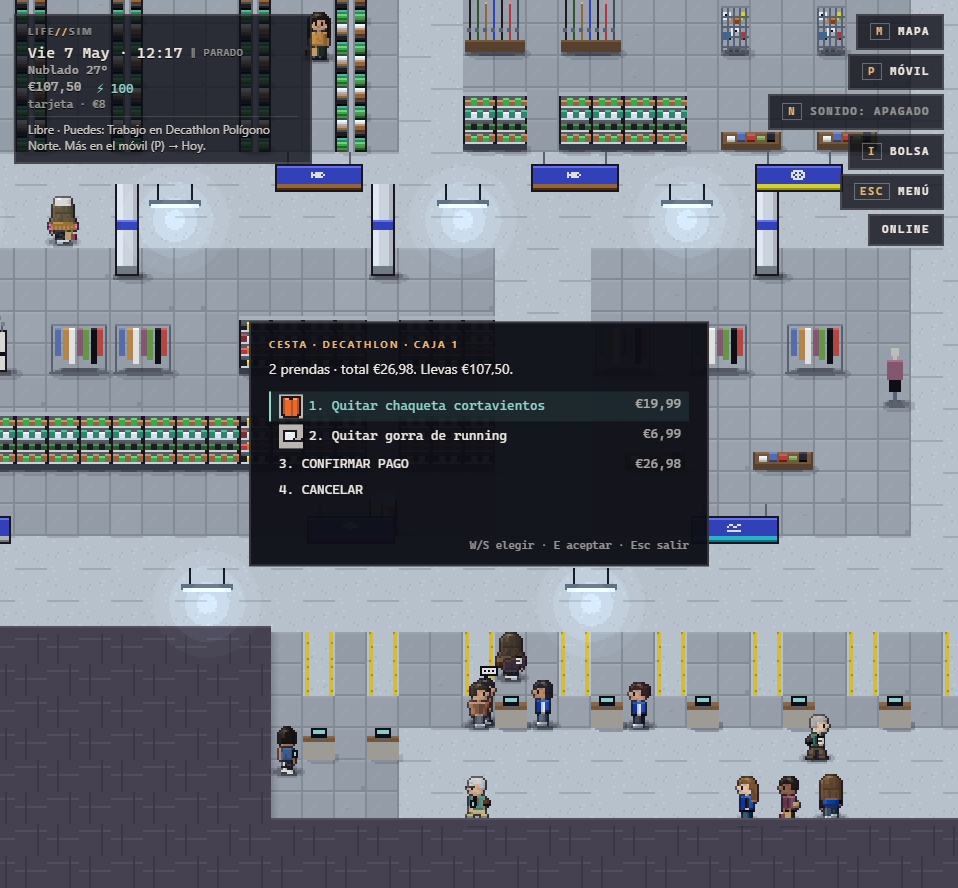 LIFE//SIM
Vie 7 May · 12:17 ‖ PARADO
Nublado 27º
€107,50 ⚡ 100
tarjeta · €8
Libre · Puedes: Trabajo en Decathlon Polígono
Norte. Más en el móvil (P) → Hoy.
M MAPA
P MÓVIL
N SONIDO: APAGADO
I BOLSA
ESC MENÚ
ONLINE
CESTA · DECATHLON · CAJA 1
2 prendas · total €26,98. Llevas €107,50.
1. Quitar chaqueta cortavientos €19,99
2. Quitar gorra de running €6,99
3. CONFIRMAR PAGO €26,98
4. CANCELAR
W/S elegir · E aceptar · Esc salir